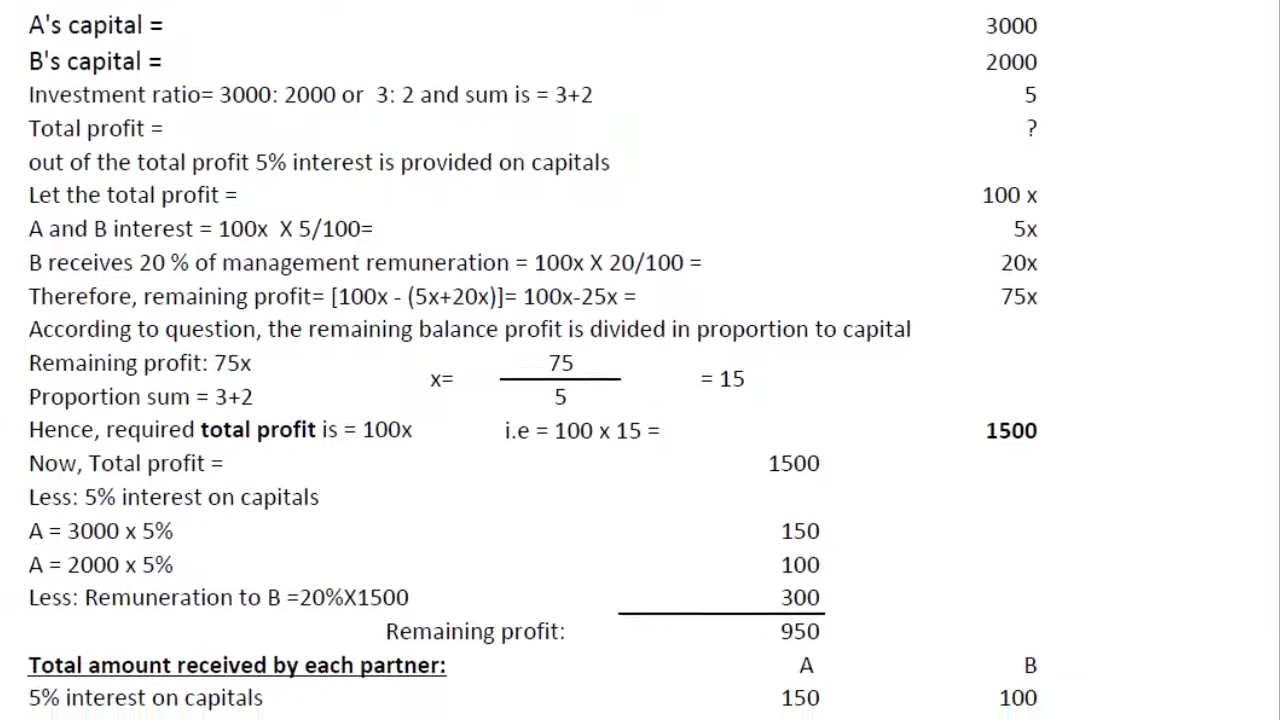 A's capital = 3000
B's capital = 2000
Investment ratio= 3000: 2000 or 3: 2 and sum is = 3+2 5
Total profit = ?
out of the total profit 5% interest is provided on capitals
Let the total profit = 100 x
A and B interest = 100x X 5/100= 5x
B receives 20 % of management remuneration = 100x X 20/100 = 20x
Therefore, remaining profit= [100x - (5x+20x)]= 100x-25x = 75x
According to question, the remaining balance profit is divided in proportion to capital
Remaining profit: 75x 75
x= = 15
Proportion sum = 3+2 5
Hence, required total profit is = 100x i.e = 100 x 15 = 1500
Now, Total profit = 1500
Less: 5% interest on capitals
A = 3000 x 5% 150
A = 2000 x 5% 100
Less: Remuneration to B =20%X1500 300
Remaining profit: 950
Total amount received by each partner: A B
5% interest on capitals 150 100